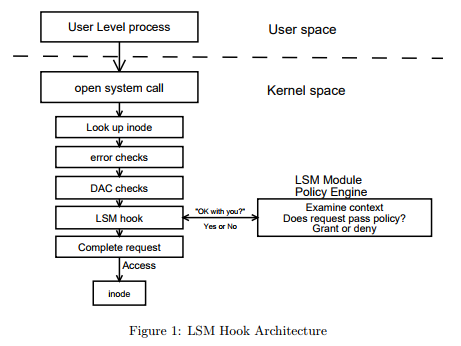 User Level process
User space
open system call
Kernel space
Look up inode
error checks
DAC checks
LSM hook
"OK with you?"
Yes or No
LSM Module
Policy Engine
Examine context
Does request pass policy?
Grant or deny
Complete request
Access
inode
Figure 1: LSM Hook Architecture